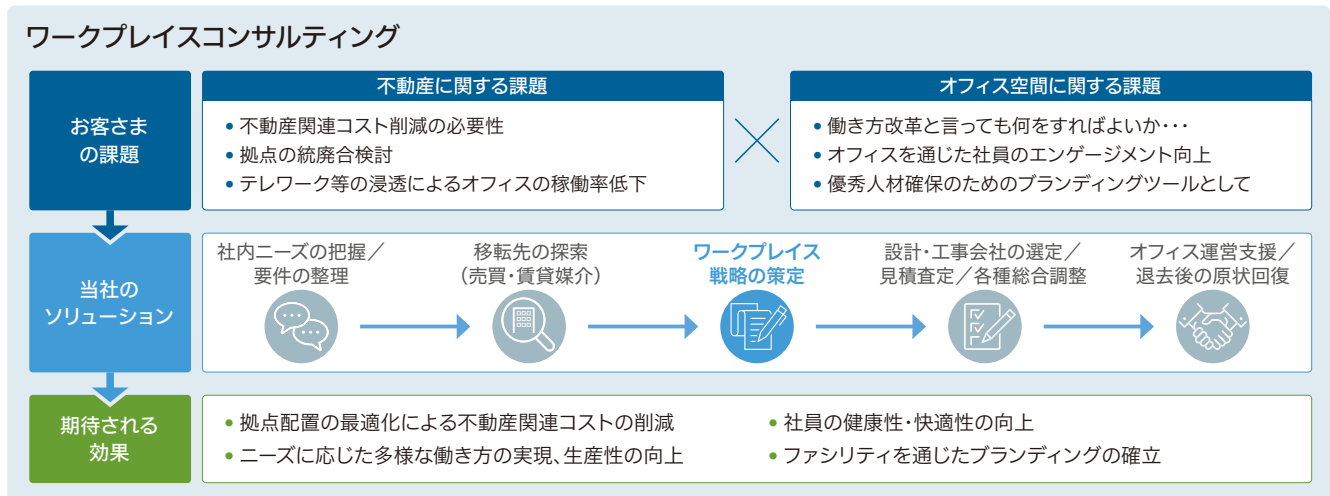 ワークプレイスコンサルティング
お客さま
の課題
不動産に関する課題
• 不動産関連コスト削減の必要性
• 拠点の統廃合検討
• テレワーク等の浸透によるオフィスの稼働率低下
オフィス空間に関する課題
• 働き方改革と言っても何をすればよいか・・・
• オフィスを通じた社員のエンゲージメント向上
• 優秀人材確保のためのブランディングツールとして
当社の
ソリューション
社内ニーズの把握／
要件の整理
移転先の探索
（売買・賃貸媒介）
ワークプレイス
戦略の策定
設計・工事会社の選定／
見積査定／各種総合調整
オフィス運営支援／
退去後の原状回復
期待される
効果
• 拠点配置の最適化による不動産関連コストの削減
• ニーズに応じた多様な働き方の実現、生産性の向上
• 社員の健康性・快適性の向上
• ファシリティを通じたブランディングの確立